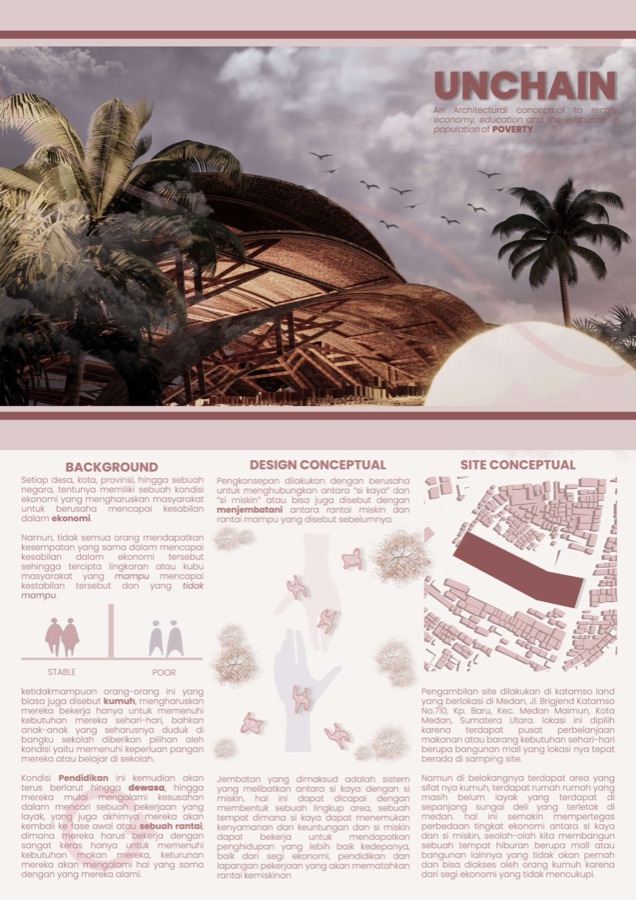 UNCHAIN
An Architectural conceptual to rectify
economy, education and the existence of
population of POVERTY.
BACKGROUND
Setiap desa, kota, provinsi, hingga sebuah
negara, tentunya memiliki sebuah kondisi
ekonomi yang mengharuskan masyarakat
untuk berusaha mencapai kesabilan
dalam ekonomi.
Namun, tidak semua orang mendapatkan
kesempatan yang sama dalam mencapai
kesabilan dalam ekonomi tersebut
sehingga tercipta lingkaran atau kubu
masyarakat yang mampu mencapai
kestabilan tersebut dan yang tidak
mampu.
STABLE
POOR
ketidakmampuan orang-orang ini yang
biasa juga disebut kumuh, mengharuskan
mereka bekerja hanya untuk memenuhi
kebutuhan mereka sehari-hari, bahkan
anak-anak yang seharusnya duduk di
bangku sekolah diberikan pilihan oleh
kondisi yaitu memenuhi keperluan pangan
mereka atau belajar di sekolah.
Kondisi Pendidikan ini kemudian akan
terus berlarut hingga dewasa, hingga
mereka mulai mengalami kesusahan
dalam mencari sebuah pekerjaan yang
layak, yang juga akhirnya mereka akan
kembali ke fase awal atau sebuah rantai,
dimana mereka harus bekerja dengan
sangat keras hanya untuk memenuhi
kebutuhan makan mereka, keturunan
mereka akan mengalami hal yang sama
dengan yang mereka alami.
DESIGN CONCEPTUAL
Pengkonsepan dilakukan dengan berusaha
untuk menghubungkan antara "si kaya" dan
"si miskin" atau bisa juga disebut dengan
menjembatani antara rantai miskin dan
rantai mampu yang disebut sebelumnya.
Jembatan yang dimaksud adalah sistem
yang melibatkan antara si kaya dengan si
miskin, hal ini dapat dicapai dengan
membentuk sebuah lingkup area, sebuah
tempat dimana si kaya dapat menemukan
kenyamanan dan keuntungan dan si miskin
dapat bekerja untuk mendapatkan
penghidupan yang lebih baik kedepanya,
baik dari segi ekonomi, pendidikan dan
lapangan pekerjaan yang akan mematahkan
rantai kemiskinan
SITE CONCEPTUAL
Pengambilan site dilakukan di katamso land
yang berlokasi di Medan, Jl. Brigjend Katamso
No.710, Kp. Baru, Kec. Medan Maimun, Kota
Medan, Sumatera Utara. lokasi ini dipilih
karena terdapat pusat perbelanjaan
makanan atau barang kebutuhan sehari-hari
berupa bangunan mall yang lokasi nya tepat
berada di samping site.
Namun di belakangnya terdapat area yang
sifat nya kumuh, terdapat rumah rumah yang
masih belum layak yang terdapat di
sepanjang sungai deli yang terletak di
medan. hal ini semakin mempertegas
perbedaan tingkat ekonomi antara si kaya
dan si miskin, seolah-olah kita membangun
sebuah tempat hiburan berupa mall atau
bangunan lainnya yang tidak akan pernah
dan bisa diakses oleh orang kumuh karena
dari segi ekonomi yang tidak mencukupi.